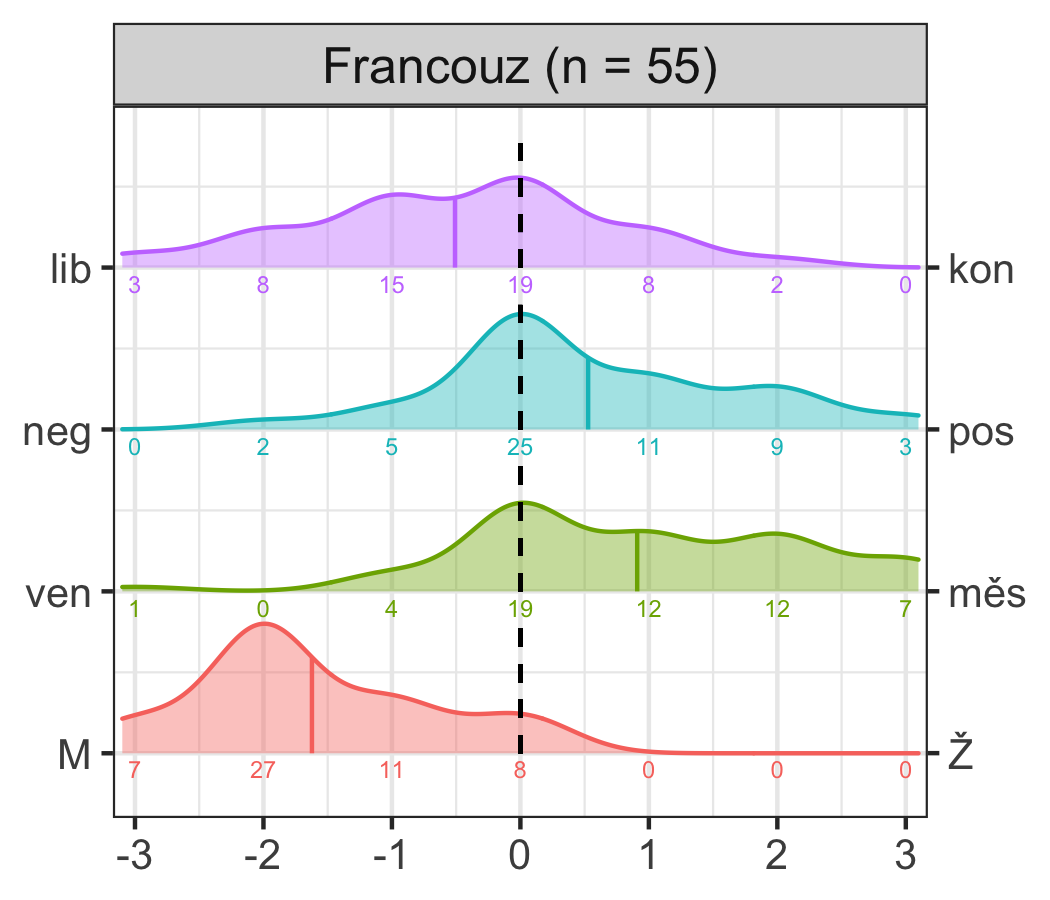 Francouz (n = 55)
lib kon
3 8 15 19 8 2 0
neg pos
0 2 5 25 11 9 3
ven měs
1 0 4 19 12 12 7
M Ž
7 27 11 8 0 0 0
-3 -2 -1 0 1 2 3